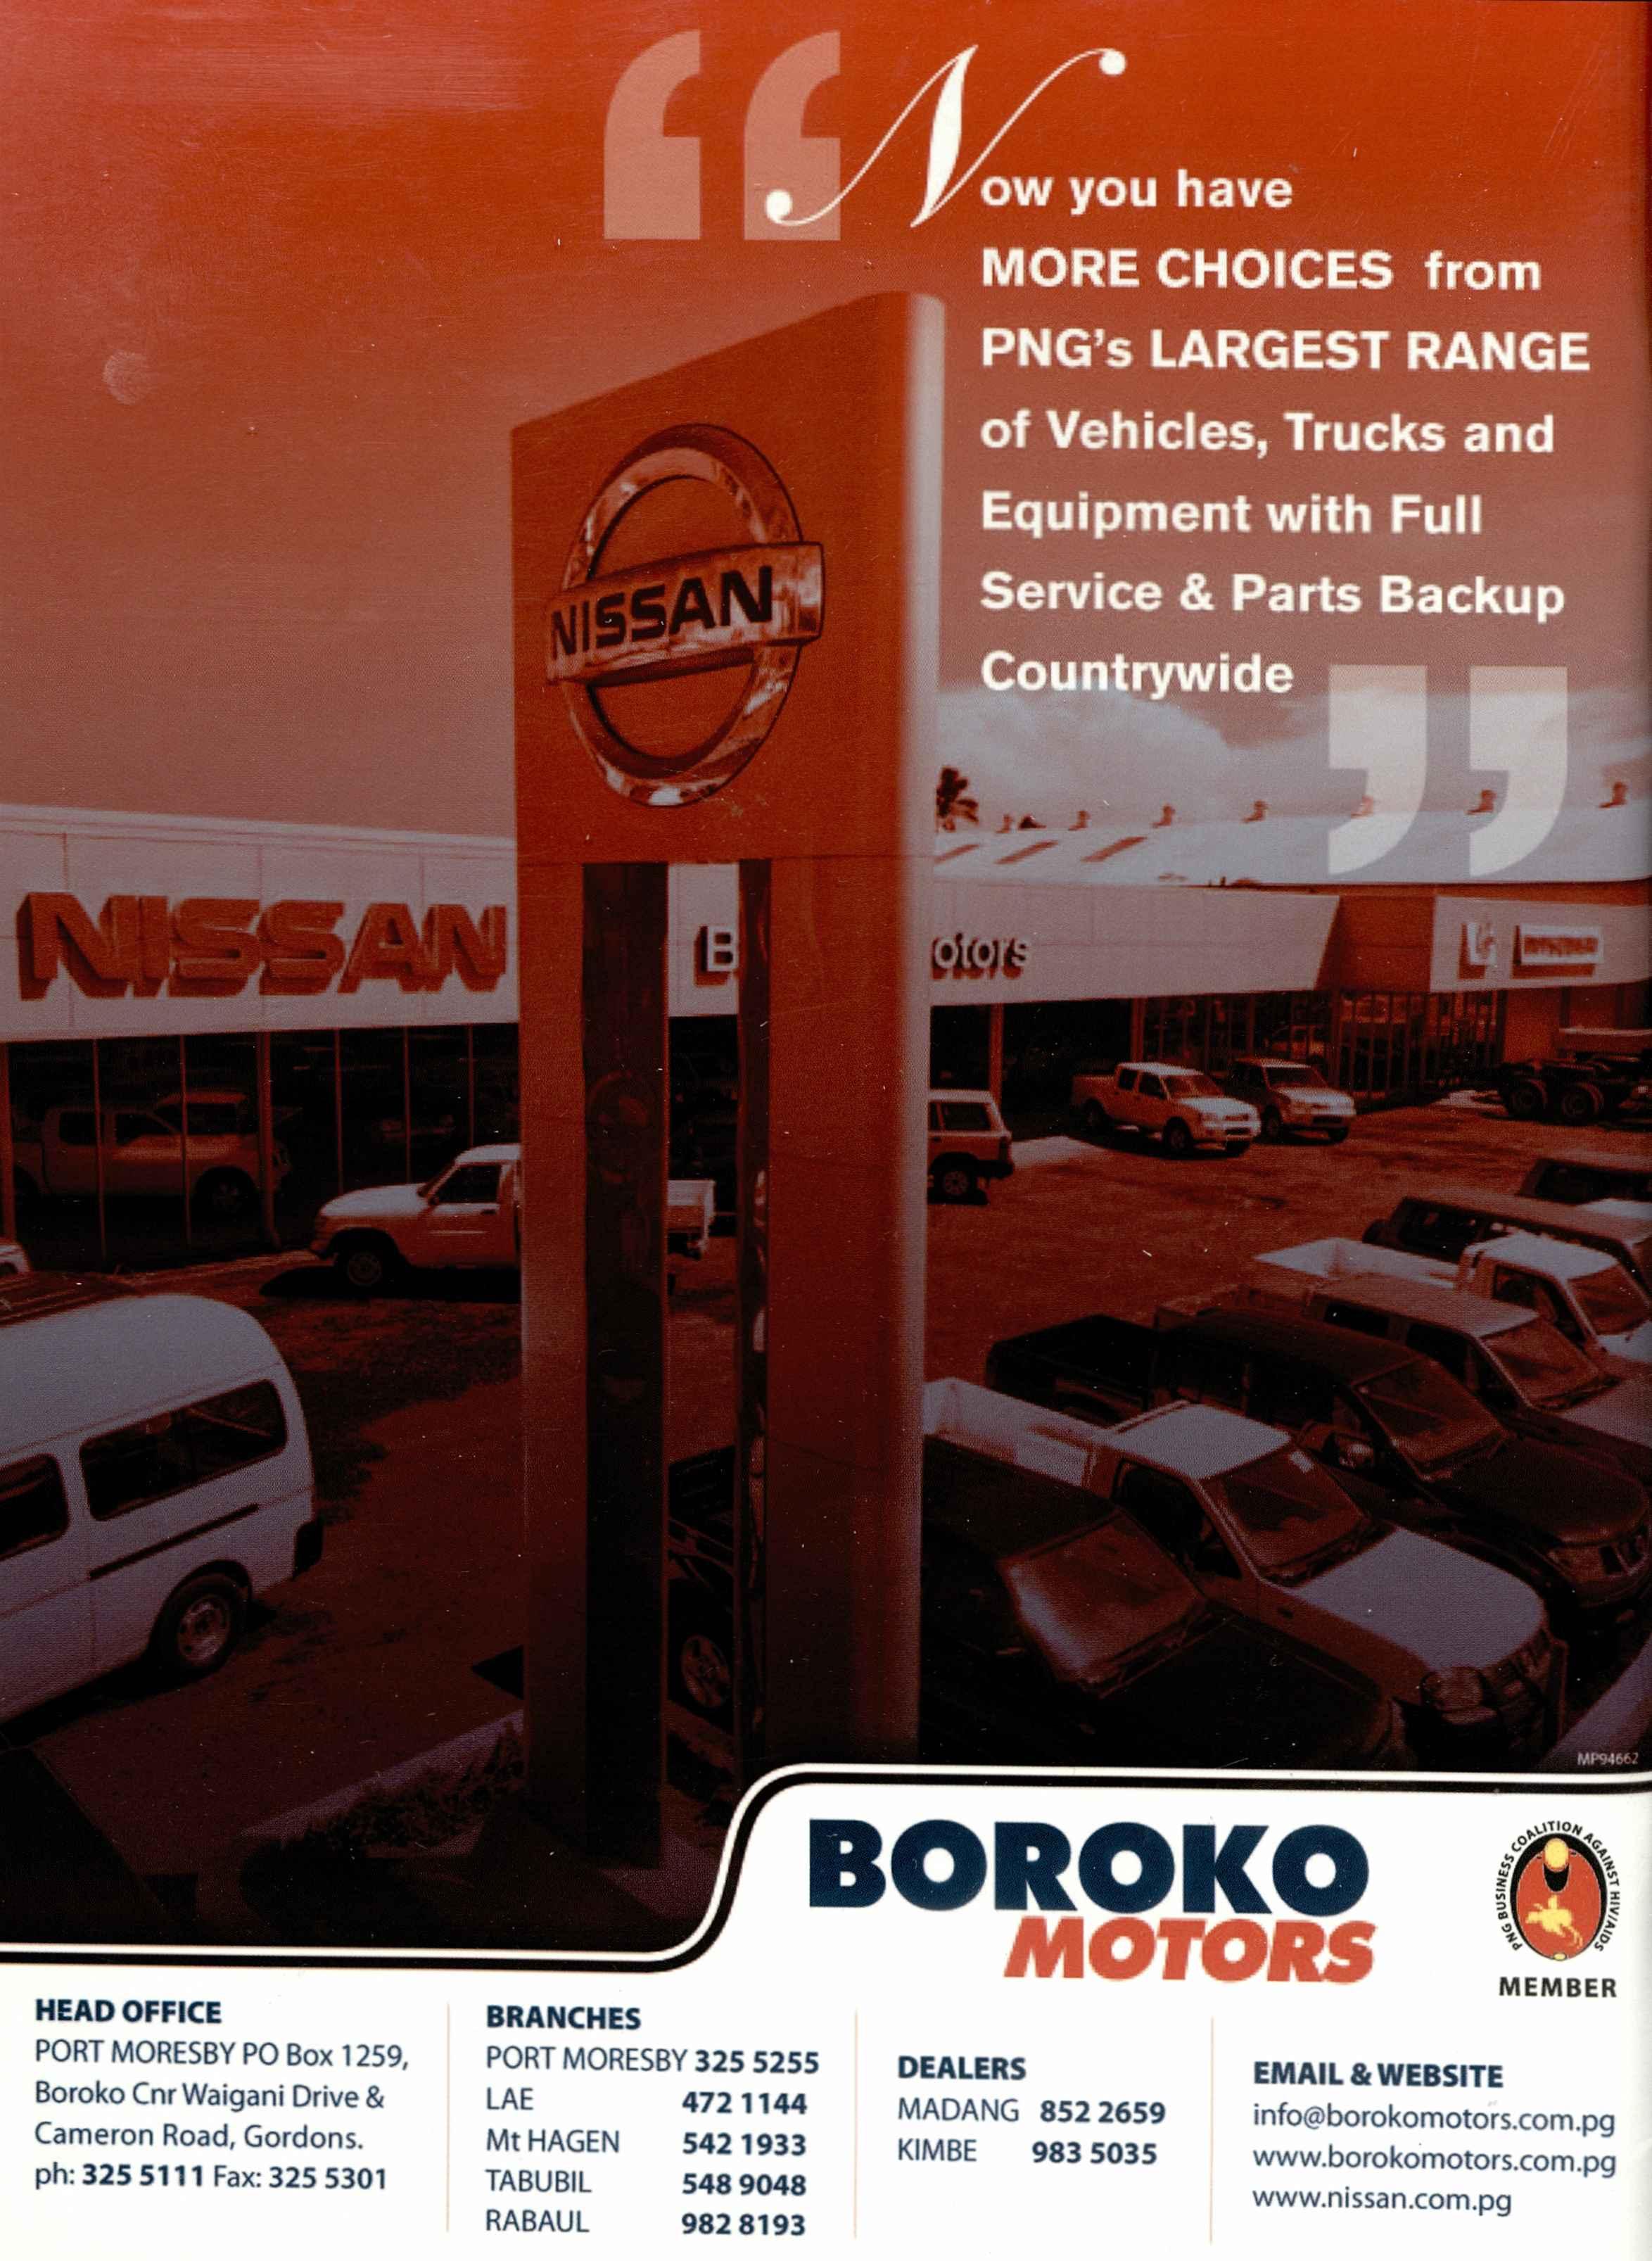 “Now you have
MORE CHOICES from
PNG's LARGEST RANGE
of Vehicles, Trucks and
Equipment with Full
Service & Parts Backup
Countrywide”
NISSAN
NISSAN
B otors
MP94662
BOROKO
MOTORS
PNG BUSINESS COALITION AGAINST HIV/AIDS
MEMBER
HEAD OFFICE
PORT MORESBY PO Box 1259,
Boroko Cnr Waigani Drive &
Cameron Road, Gordons.
ph: 325 5111 Fax: 325 5301
BRANCHES
PORT MORESBY 325 5255
LAE 472 1144
Mt HAGEN 542 1933
TABUBIL 548 9048
RABAUL 982 8193
DEALERS
MADANG 852 2659
KIMBE 983 5035
EMAIL & WEBSITE
info@borokomotors.com.pg
www.borokomotors.com.pg
www.nissan.com.pg